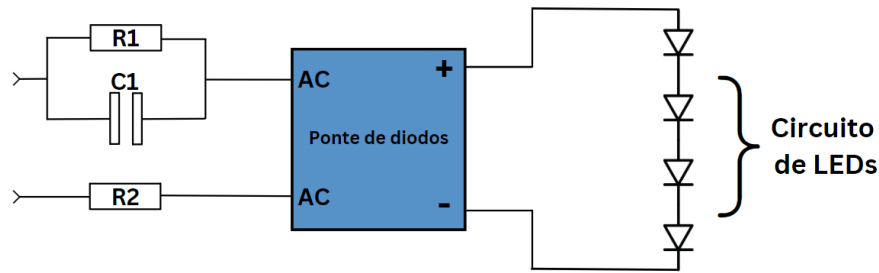 R1
C1
AC
+
Ponte de diodos
Circuito
de LEDs
R2
AC
-